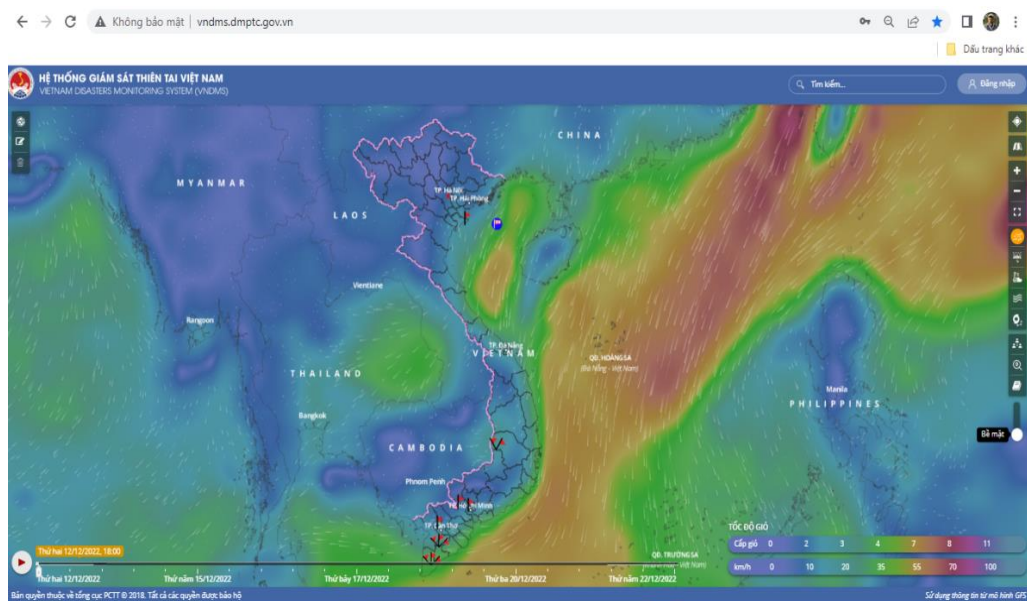 Không bảo mật | vndms.dmptc.gov.vn
Dấu trang khác
HỆ THỐNG GIÁM SÁT THIÊN TAI VIỆT NAM
VIETNAM DISASTERS MONITORING SYSTEM (VNDMS)
Tìm kiếm...
Đăng nhập
CHINA
MYANMAR
TP. Hà Nội
TP. Hải Phòng
LAOS
Vientiane
Rangoon
TP. Đà Nẵng
VIETNAM
QĐ. HOÀNG SA
(Đà Nẵng - Việt Nam)
THAILAND
Manila
PHILIPPINES
Bangkok
Bề mặt
CAMBODIA
Phnom Penh
TP. Hồ Chí Minh
TP. Cần Thơ
TỐC ĐỘ GIÓ
Cấp gió 0 2 3 4 7 8 11
Thứ hai 12/12/2022, 18:00
QĐ. TRƯỜNG SA
km/h 0 10 20 35 55 70 100
Thứ hai 12/12/2022 Thứ năm 15/12/2022 Thứ bảy 17/12/2022 Thứ ba 20/12/2022 Thứ năm 22/12/2022
Bản quyền thuộc về tổng cục PCTT © 2018. Tất cả các quyền được bảo hộ
Sử dụng thông tin từ mô hình GFS